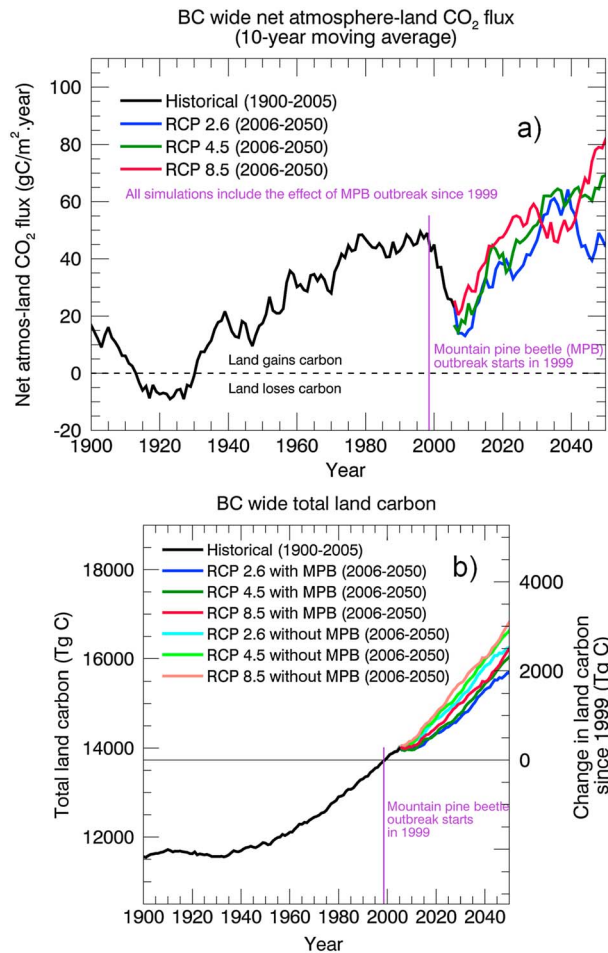 BC wide net atmosphere-land CO₂ flux
(10-year moving average)
100
80
60
40
20
0
-20
Net atmos-land CO₂ flux (gC/m².year)
Historical (1900-2005)
RCP 2.6 (2006-2050)
RCP 4.5 (2006-2050)
RCP 8.5 (2006-2050)
a)
All simulations include the effect of MPB outbreak since 1999
Land gains carbon
Land loses carbon
Mountain pine beetle (MPB)
outbreak starts in 1999
1900 1920 1940 1960 1980 2000 2020 2040
Year
BC wide total land carbon
18000
16000
14000
12000
Total land carbon (Tg C)
Historical (1900-2005)
RCP 2.6 with MPB (2006-2050)
RCP 4.5 with MPB (2006-2050)
RCP 8.5 with MPB (2006-2050)
RCP 2.6 without MPB (2006-2050)
RCP 4.5 without MPB (2006-2050)
RCP 8.5 without MPB (2006-2050)
b)
4000
2000
0
Change in land carbon
since 1999 (Tg C)
Mountain pine beetle
outbreak starts
in 1999
1900 1920 1940 1960 1980 2000 2020 2040
Year